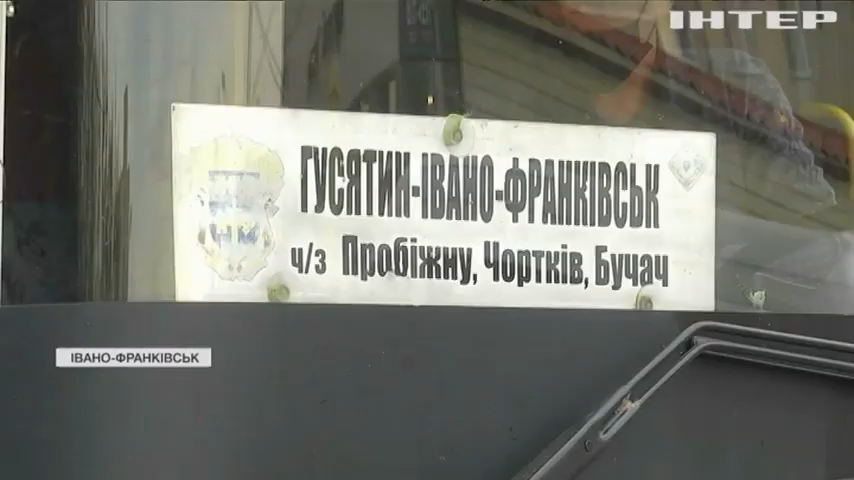 ІНТЕР
ГУСЯТИН-ІВАНО-ФРАНКІВСЬК
ч/з Пробіжну, Чортків, Бучач
ІВАНО-ФРАНКІВСЬК